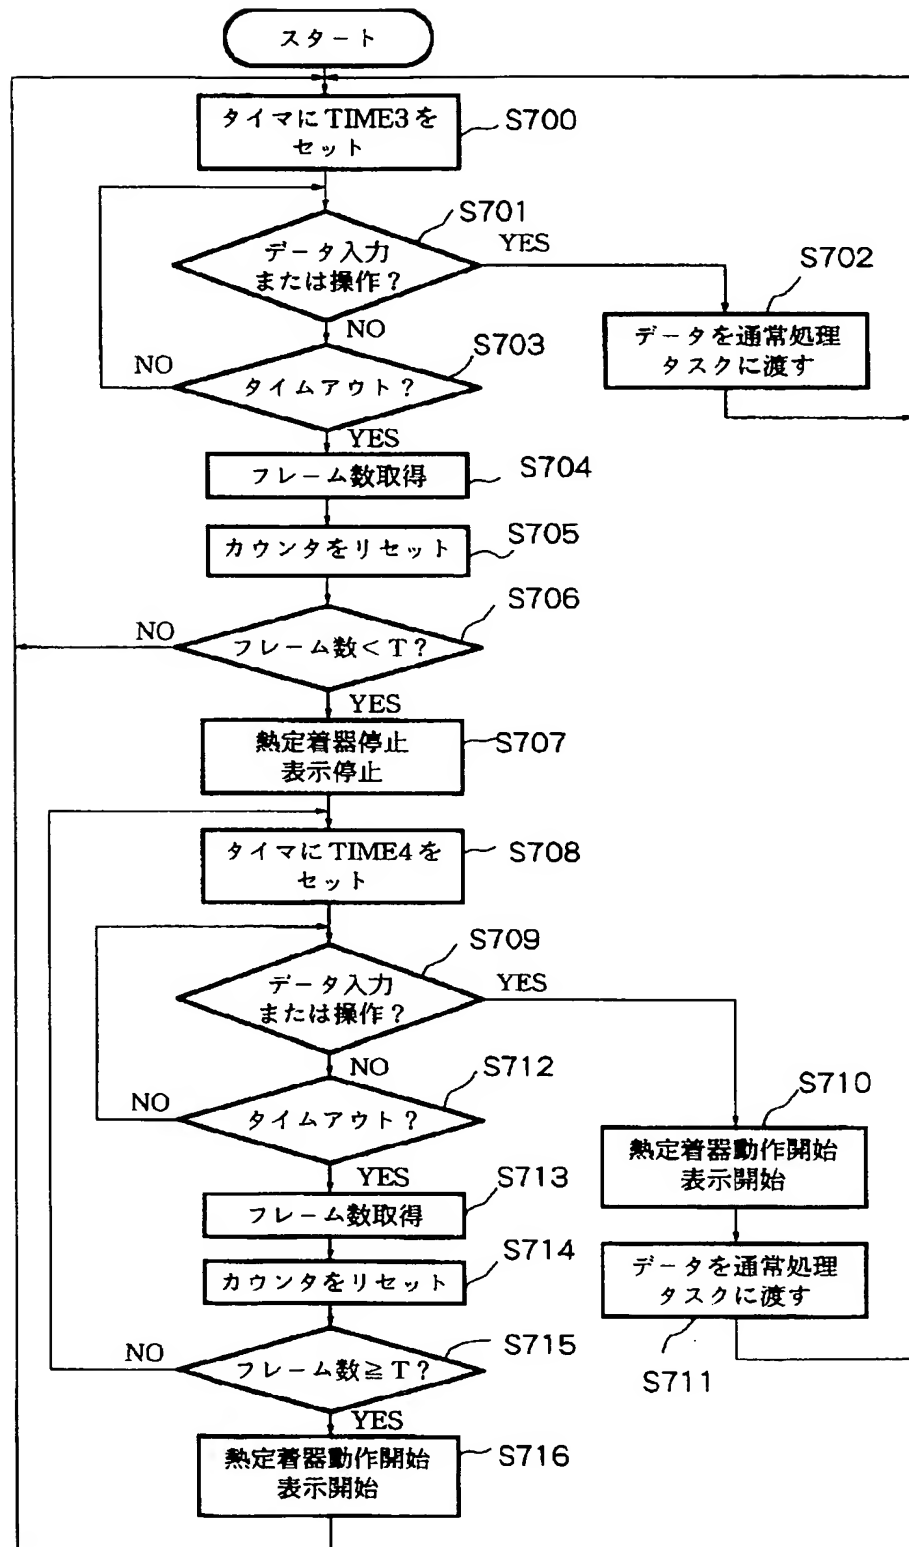 スタート
タイマにTIME3を
セット
S700
S701
データ入力
または操作?
YES
S702
データを通常処理
タスクに渡す
NO
S703
NO
タイムアウト?
YES
フレーム数取得
S704
カウンタをリセット
S705
S706
NO
フレーム数<T?
YES
熱定着器停止
表示停止
S707
タイマにTIME4を
セット
S708
S709
データ入力
または操作?
YES
NO
S712
NO
タイムアウト?
S710
熱定着器動作開始
表示開始
YES
S713
フレーム数取得
S714
カウンタをリセット
データを通常処理
タスクに渡す
S711
S715
NO
フレーム数≧T?
YES
熱定着器動作開始
表示開始
S716